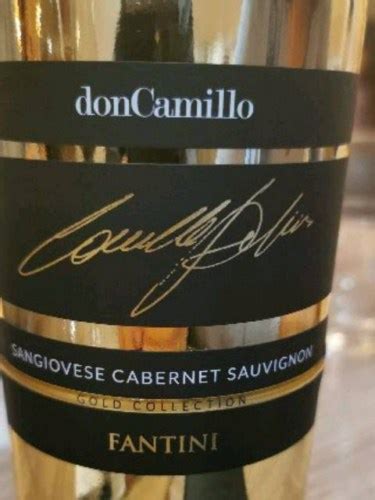 donCamillo
SANGIOVESE CABERNET SAUVIGNON
GOLD COLLECTION
FANTINI